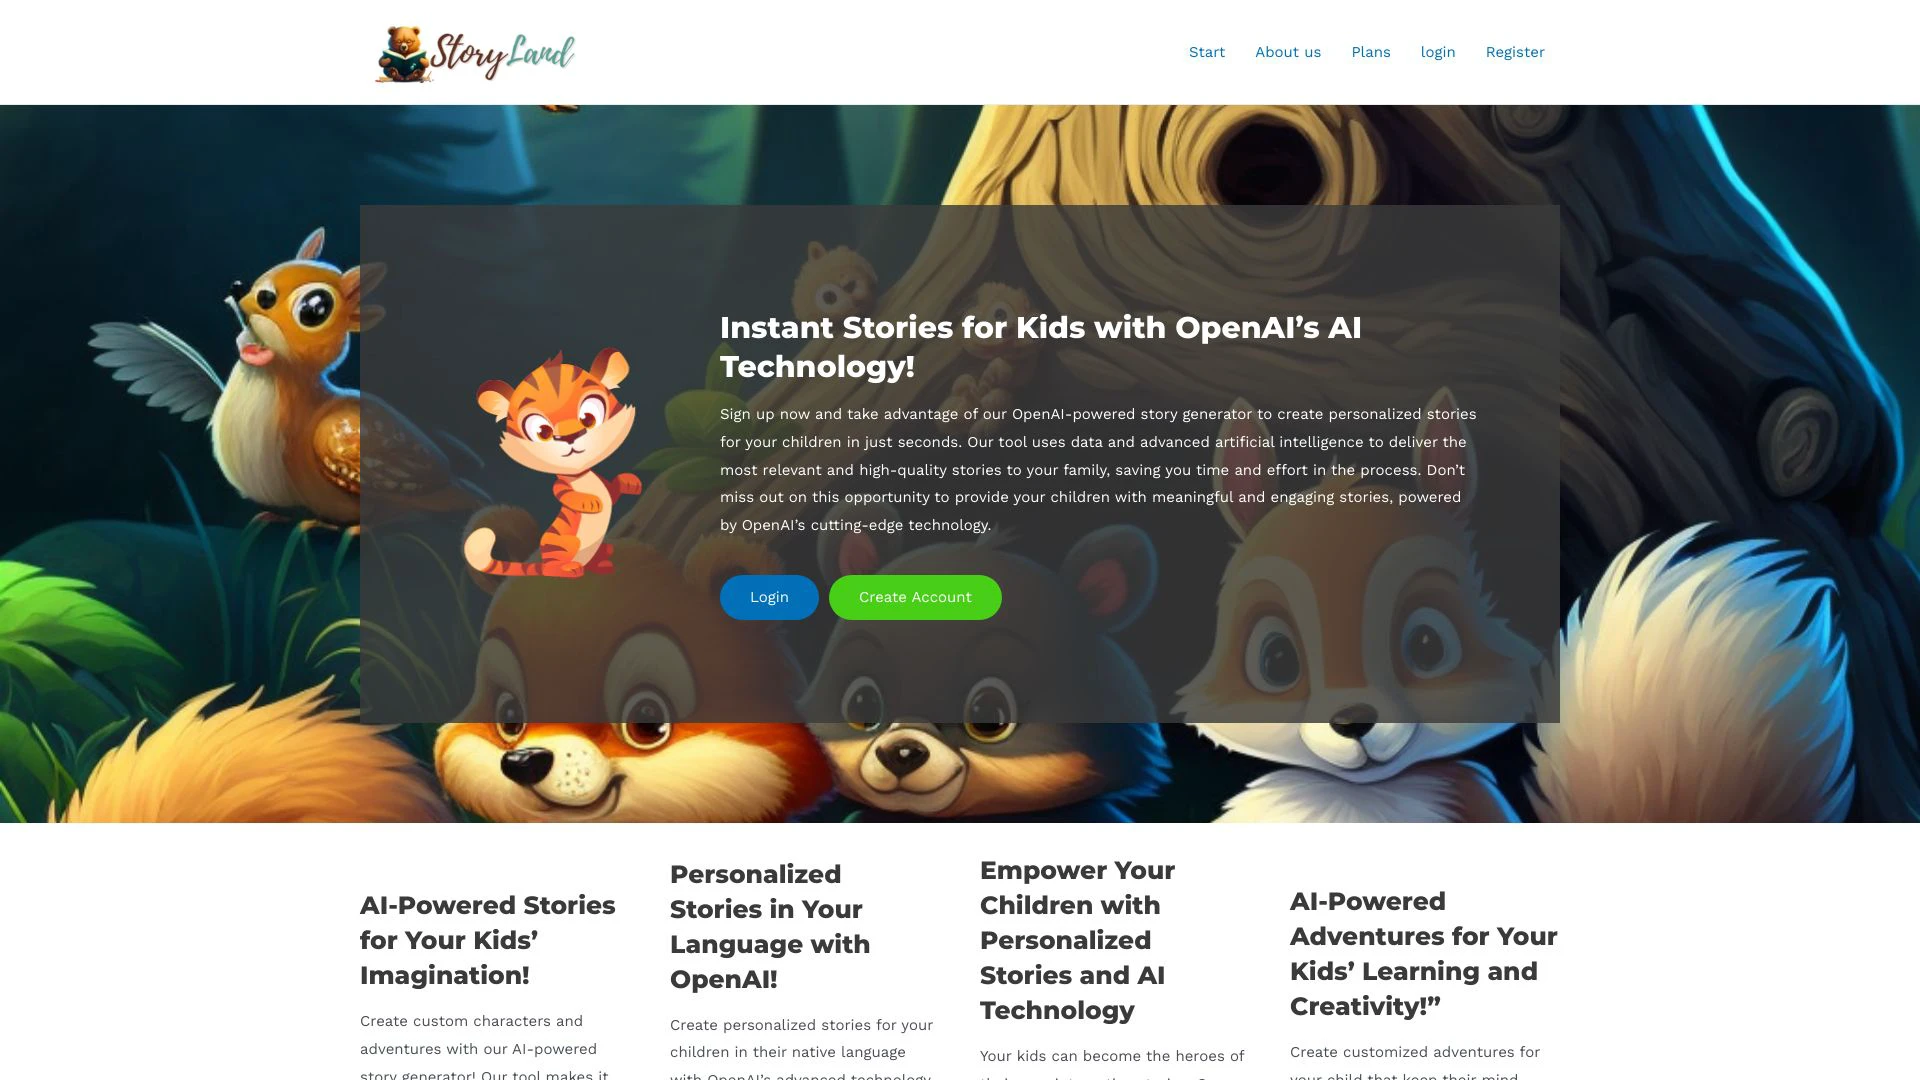 StoryLand
Start
About us
Plans
login
Register
Instant Stories for Kids with OpenAI’s AI
Technology!
Sign up now and take advantage of our OpenAI-powered story generator to create personalized stories
for your children in just seconds. Our tool uses data and advanced artificial intelligence to deliver the
most relevant and high-quality stories to your family, saving you time and effort in the process. Don’t
miss out on this opportunity to provide your children with meaningful and engaging stories, powered
by OpenAI’s cutting-edge technology.
Login
Create Account
AI-Powered Stories
for Your Kids’
Imagination!
Create custom characters and
adventures with our AI-powered
story generator! Our tool makes it
Personalized
Stories in Your
Language with
OpenAI!
Create personalized stories for your
children in their native language
with OpenAI’s advanced technology
Empower Your
Children with
Personalized
Stories and AI
Technology
Your kids can become the heroes of
AI-Powered
Adventures for Your
Kids’ Learning and
Creativity!”
Create customized adventures for
your child that keep their mind